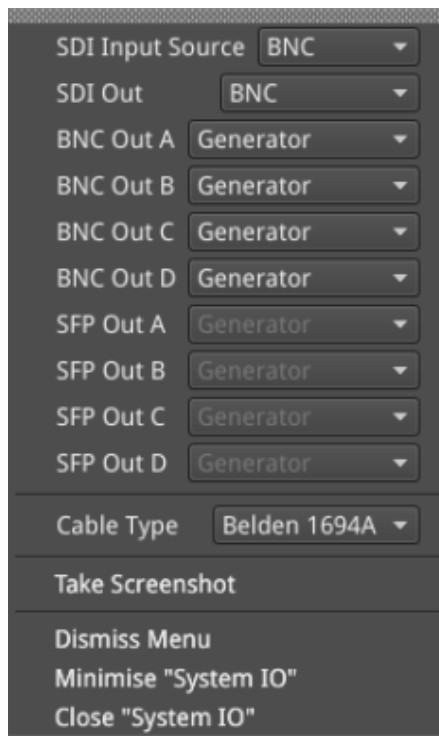 SDI Input Source BNC
SDI Out BNC
BNC Out A Generator
BNC Out B Generator
BNC Out C Generator
BNC Out D Generator
SFP Out A Generator
SFP Out B Generator
SFP Out C Generator
SFP Out D Generator
Cable Type Belden 1694A
Take Screenshot
Dismiss Menu
Minimise "System IO"
Close "System IO"